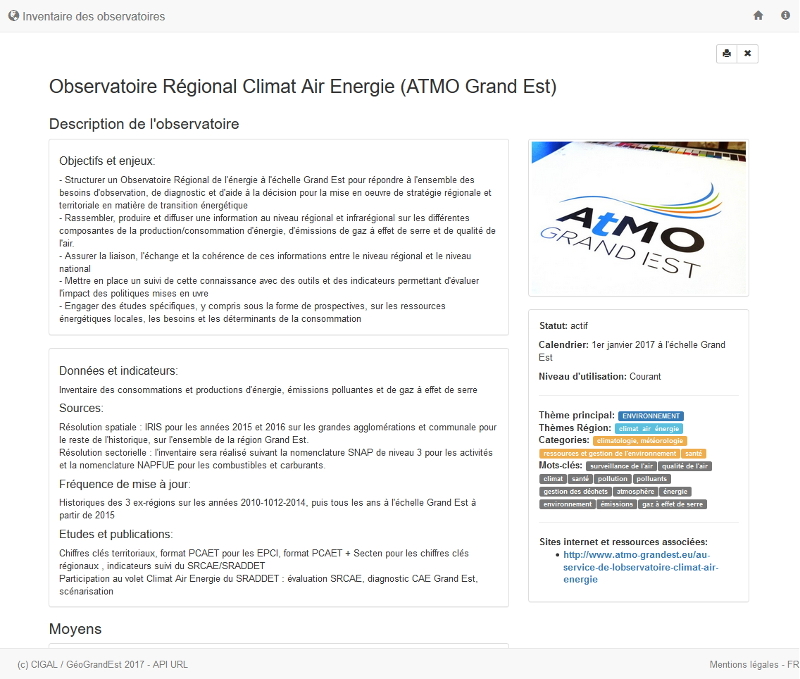 Inventaire des observatoires
Observatoire Régional Climat Air Energie (ATMO Grand Est)
Description de l'observatoire
Objectifs et enjeux:
- Structurer un Observatoire Régional de l'énergie à l'échelle Grand Est pour répondre à l'ensemble des
besoins d'observation, de diagnostic et d'aide à la décision pour la mise en oeuvre de stratégie régionale et
territoriale en matière de transition énergétique
- Rassembler, produire et diffuser une information au niveau régional et infrarégional sur les différentes
composantes de la production/consommation d'énergie, d'émissions de gaz à effet de serre et de qualité de
l'air.
- Assurer la liaison, l'échange et la cohérence de ces informations entre le niveau régional et le niveau
national
- Mettre en place un suivi de cette connaissance avec des outils et des indicateurs permettant d'évaluer
l'impact des politiques mises en uvre
- Engager des études spécifiques, y compris sous la forme de prospectives, sur les ressources
énergétiques locales, les besoins et les déterminants de la consommation
Données et indicateurs:
Inventaire des consommations et productions d'énergie, émissions polluantes et de gaz à effet de serre
Sources:
Résolution spatiale : IRIS pour les années 2015 et 2016 sur les grandes agglomérations et communale pour
le reste de l'historique, sur l'ensemble de la région Grand Est.
Résolution sectorielle : l'inventaire sera réalisé suivant la nomenclature SNAP de niveau 3 pour les activités
et la nomenclature NAPFUE pour les combustibles et carburants.
Fréquence de mise à jour:
Historiques des 3 ex-régions sur les années 2010-1012-2014, puis tous les ans à l'échelle Grand Est à
partir de 2015
Etudes et publications:
Chiffres clés territoriaux, format PCAET pour les EPCI, format PCAET + Secten pour les chiffres clés
régionaux , indicateurs suivi du SRCAE/SRADDET
Participation au volet Climat Air Energie du SRADDET : évaluation SRCAE, diagnostic CAE Grand Est,
scénarisation
Moyens
ATMO
GRAND EST
Statut: actif
Calendrier: 1er janvier 2017 à l'échelle Grand
Est
Niveau d'utilisation: Courant
Thème principal: ENVIRONNEMENT
Thèmes Région: climat air énergie
Categories: climatologie, météorologie
ressources et gestion de l'environnement santé
Mots-clés: surveillance de l'air qualité de l'air
climat santé pollution polluants
gestion des déchets atmosphère énergie
environnement émissions gaz à effet de serre
Sites internet et ressources associées:
http://www.atmo-grandest.eu/au-
service-de-lobservatoire-climat-air-
energie
(c) CIGAL / GéoGrandEst 2017 - API URL
Mentions légales - FR